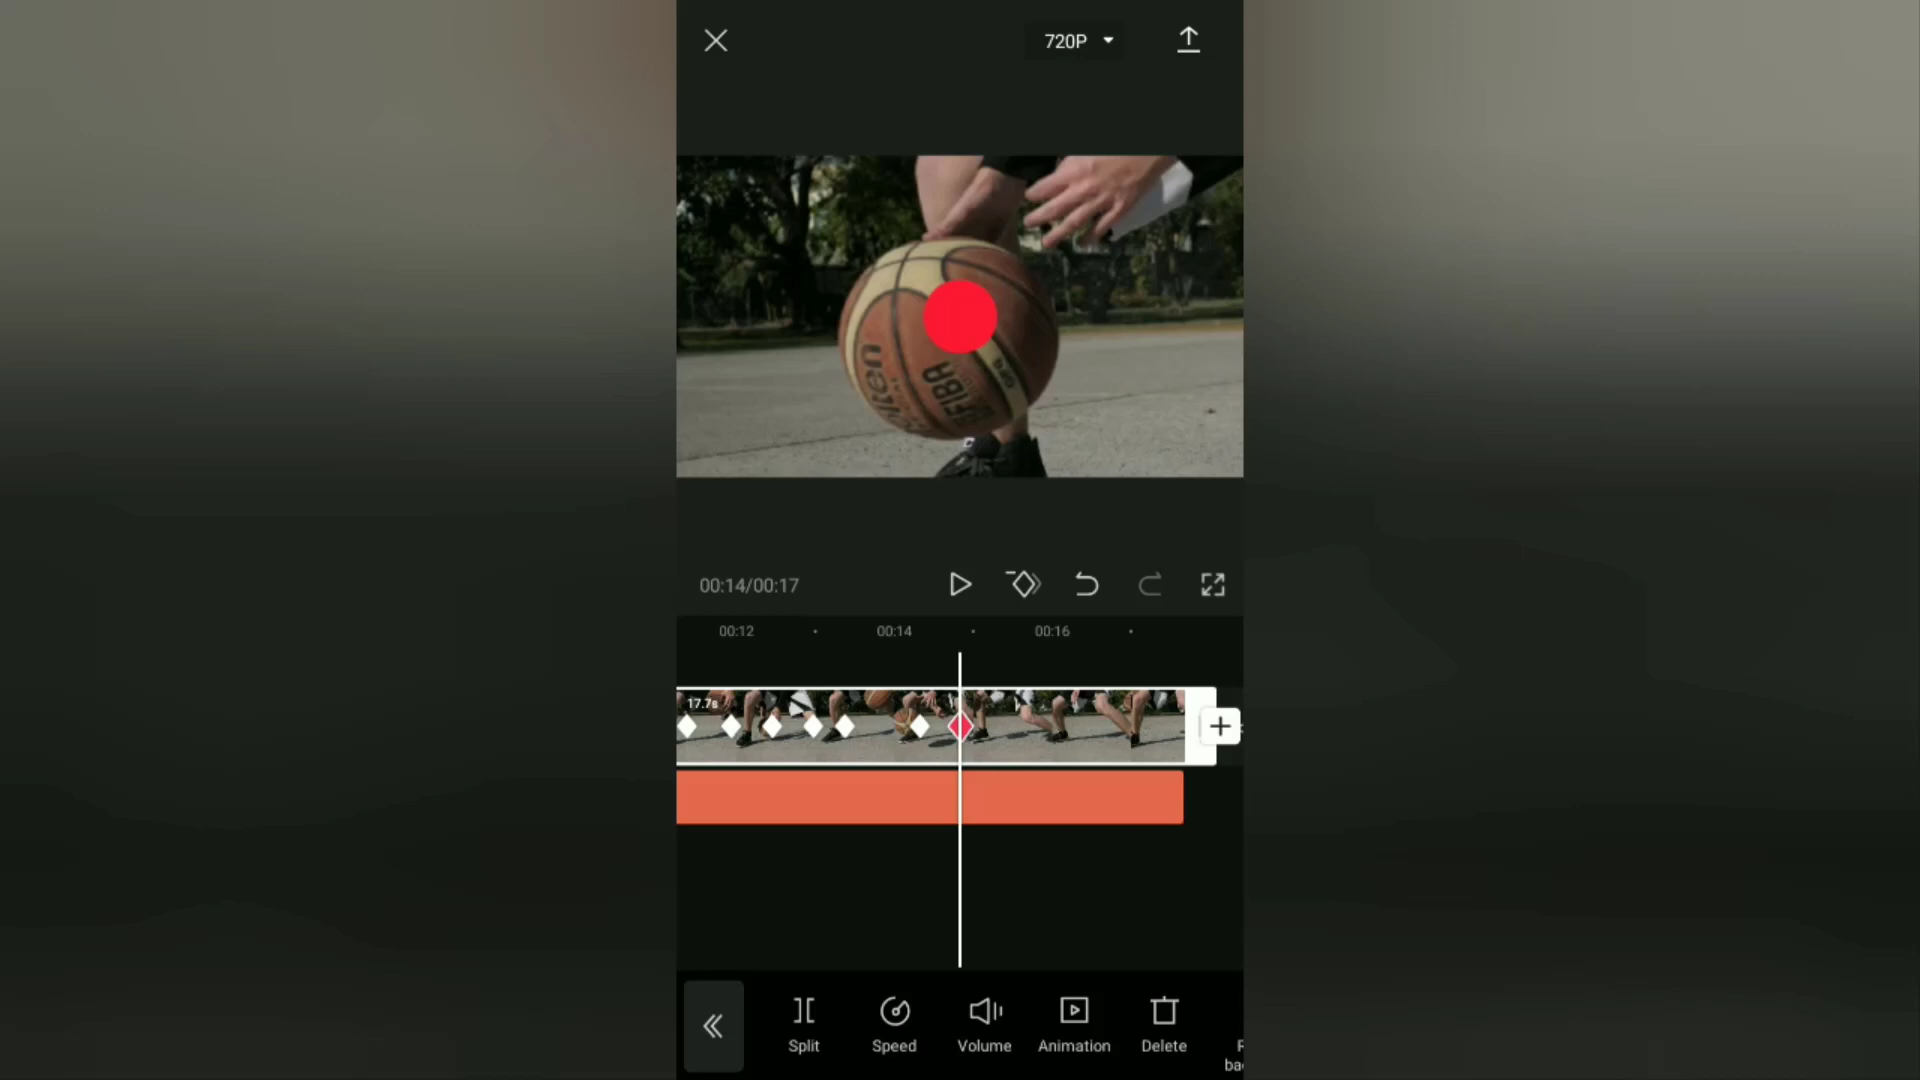 720P
FIBA
00:14/00:17
00:12
00:14
00:16
17.7s
Split
Speed
Volume
Animation
Delete